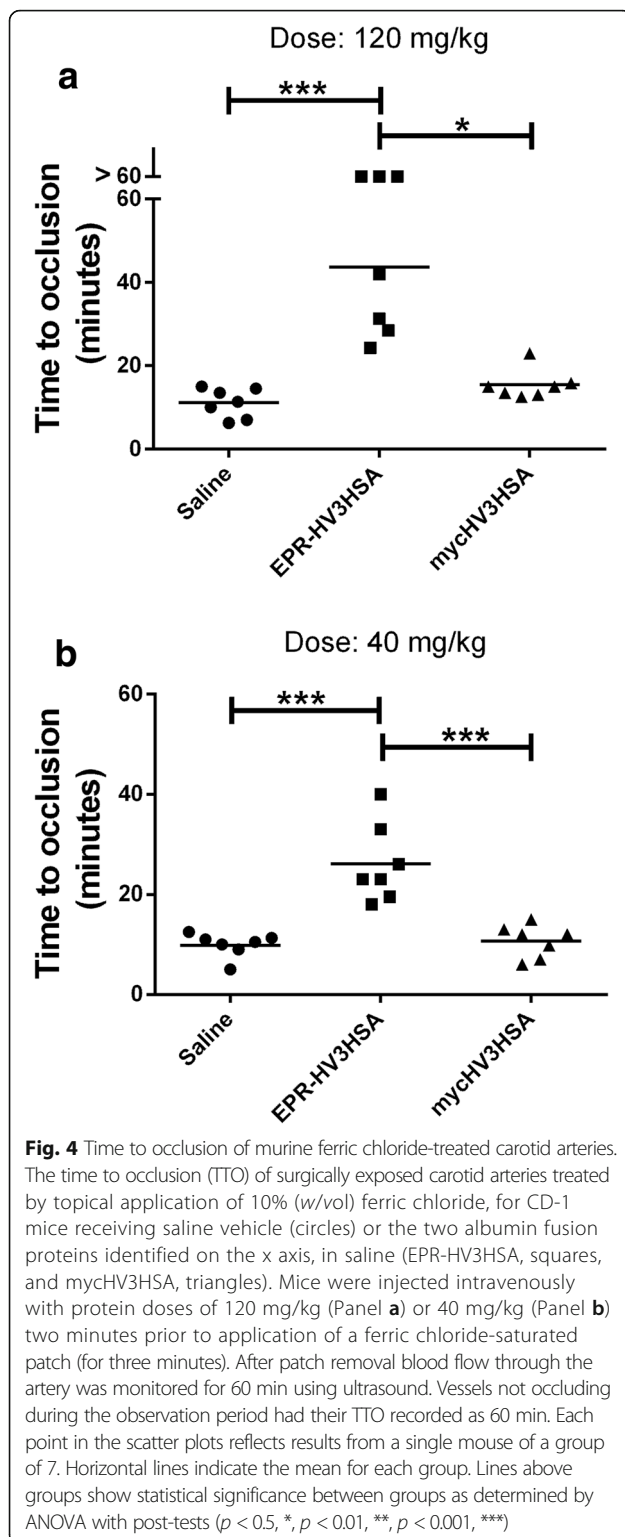 Dose: 120 mg/kg
a
***
*
> 60
60
40
20
0
Time to occlusion
(minutes)
Saline
EPR-HV3HSA
mycHV3HSA
b
Dose: 40 mg/kg
***
***
60
40
20
0
Time to occlusion
(minutes)
Saline
EPR-HV3HSA
mycHV3HSA
Fig. 4 Time to occlusion of murine ferric chloride-treated carotid arteries.
The time to occlusion (TTO) of surgically exposed carotid arteries treated
by topical application of 10% (w/vol) ferric chloride, for CD-1
mice receiving saline vehicle (circles) or the two albumin fusion
proteins identified on the x axis, in saline (EPR-HV3HSA, squares,
and mycHV3HSA, triangles). Mice were injected intravenously
with protein doses of 120 mg/kg (Panel a) or 40 mg/kg (Panel b)
two minutes prior to application of a ferric chloride-saturated
patch (for three minutes). After patch removal blood flow through the
artery was monitored for 60 min using ultrasound. Vessels not occluding
during the observation period had their TTO recorded as 60 min. Each
point in the scatter plots reflects results from a single mouse of a group
of 7. Horizontal lines indicate the mean for each group. Lines above
groups show statistical significance between groups as determined by
ANOVA with post-tests (p < 0.5, *, p < 0.01, **, p < 0.001, ***)